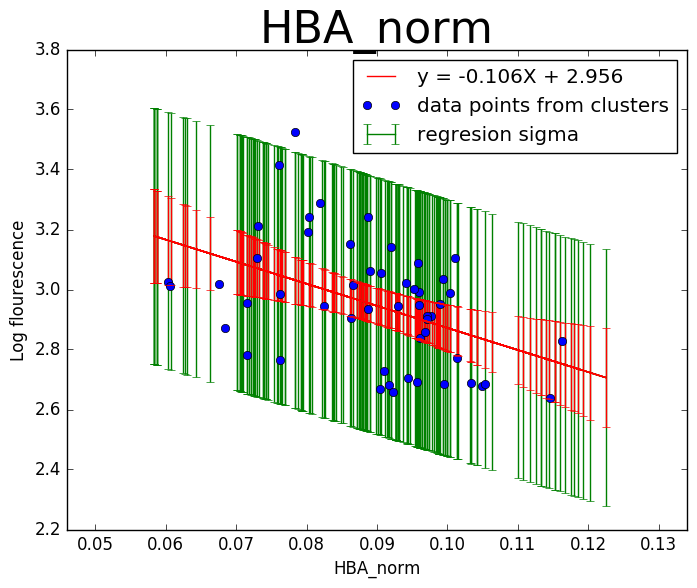 HBA_norm
y = -0.106X + 2.956
data points from clusters
regresion sigma
Log flourescence
3.8
3.6
3.4
3.2
3.0
2.8
2.6
2.4
2.2
0.05 0.06 0.07 0.08 0.09 0.10 0.11 0.12 0.13
HBA_norm